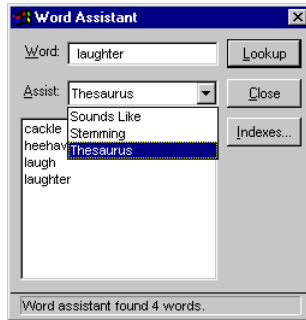 Word Assistant
Word: laughter
Lookup
Assist: Thesaurus
Close
Sounds Like
Stemming
Thesaurus
Indexes...
cackle
heehaw
laugh
laughter
Word assistant found 4 words.